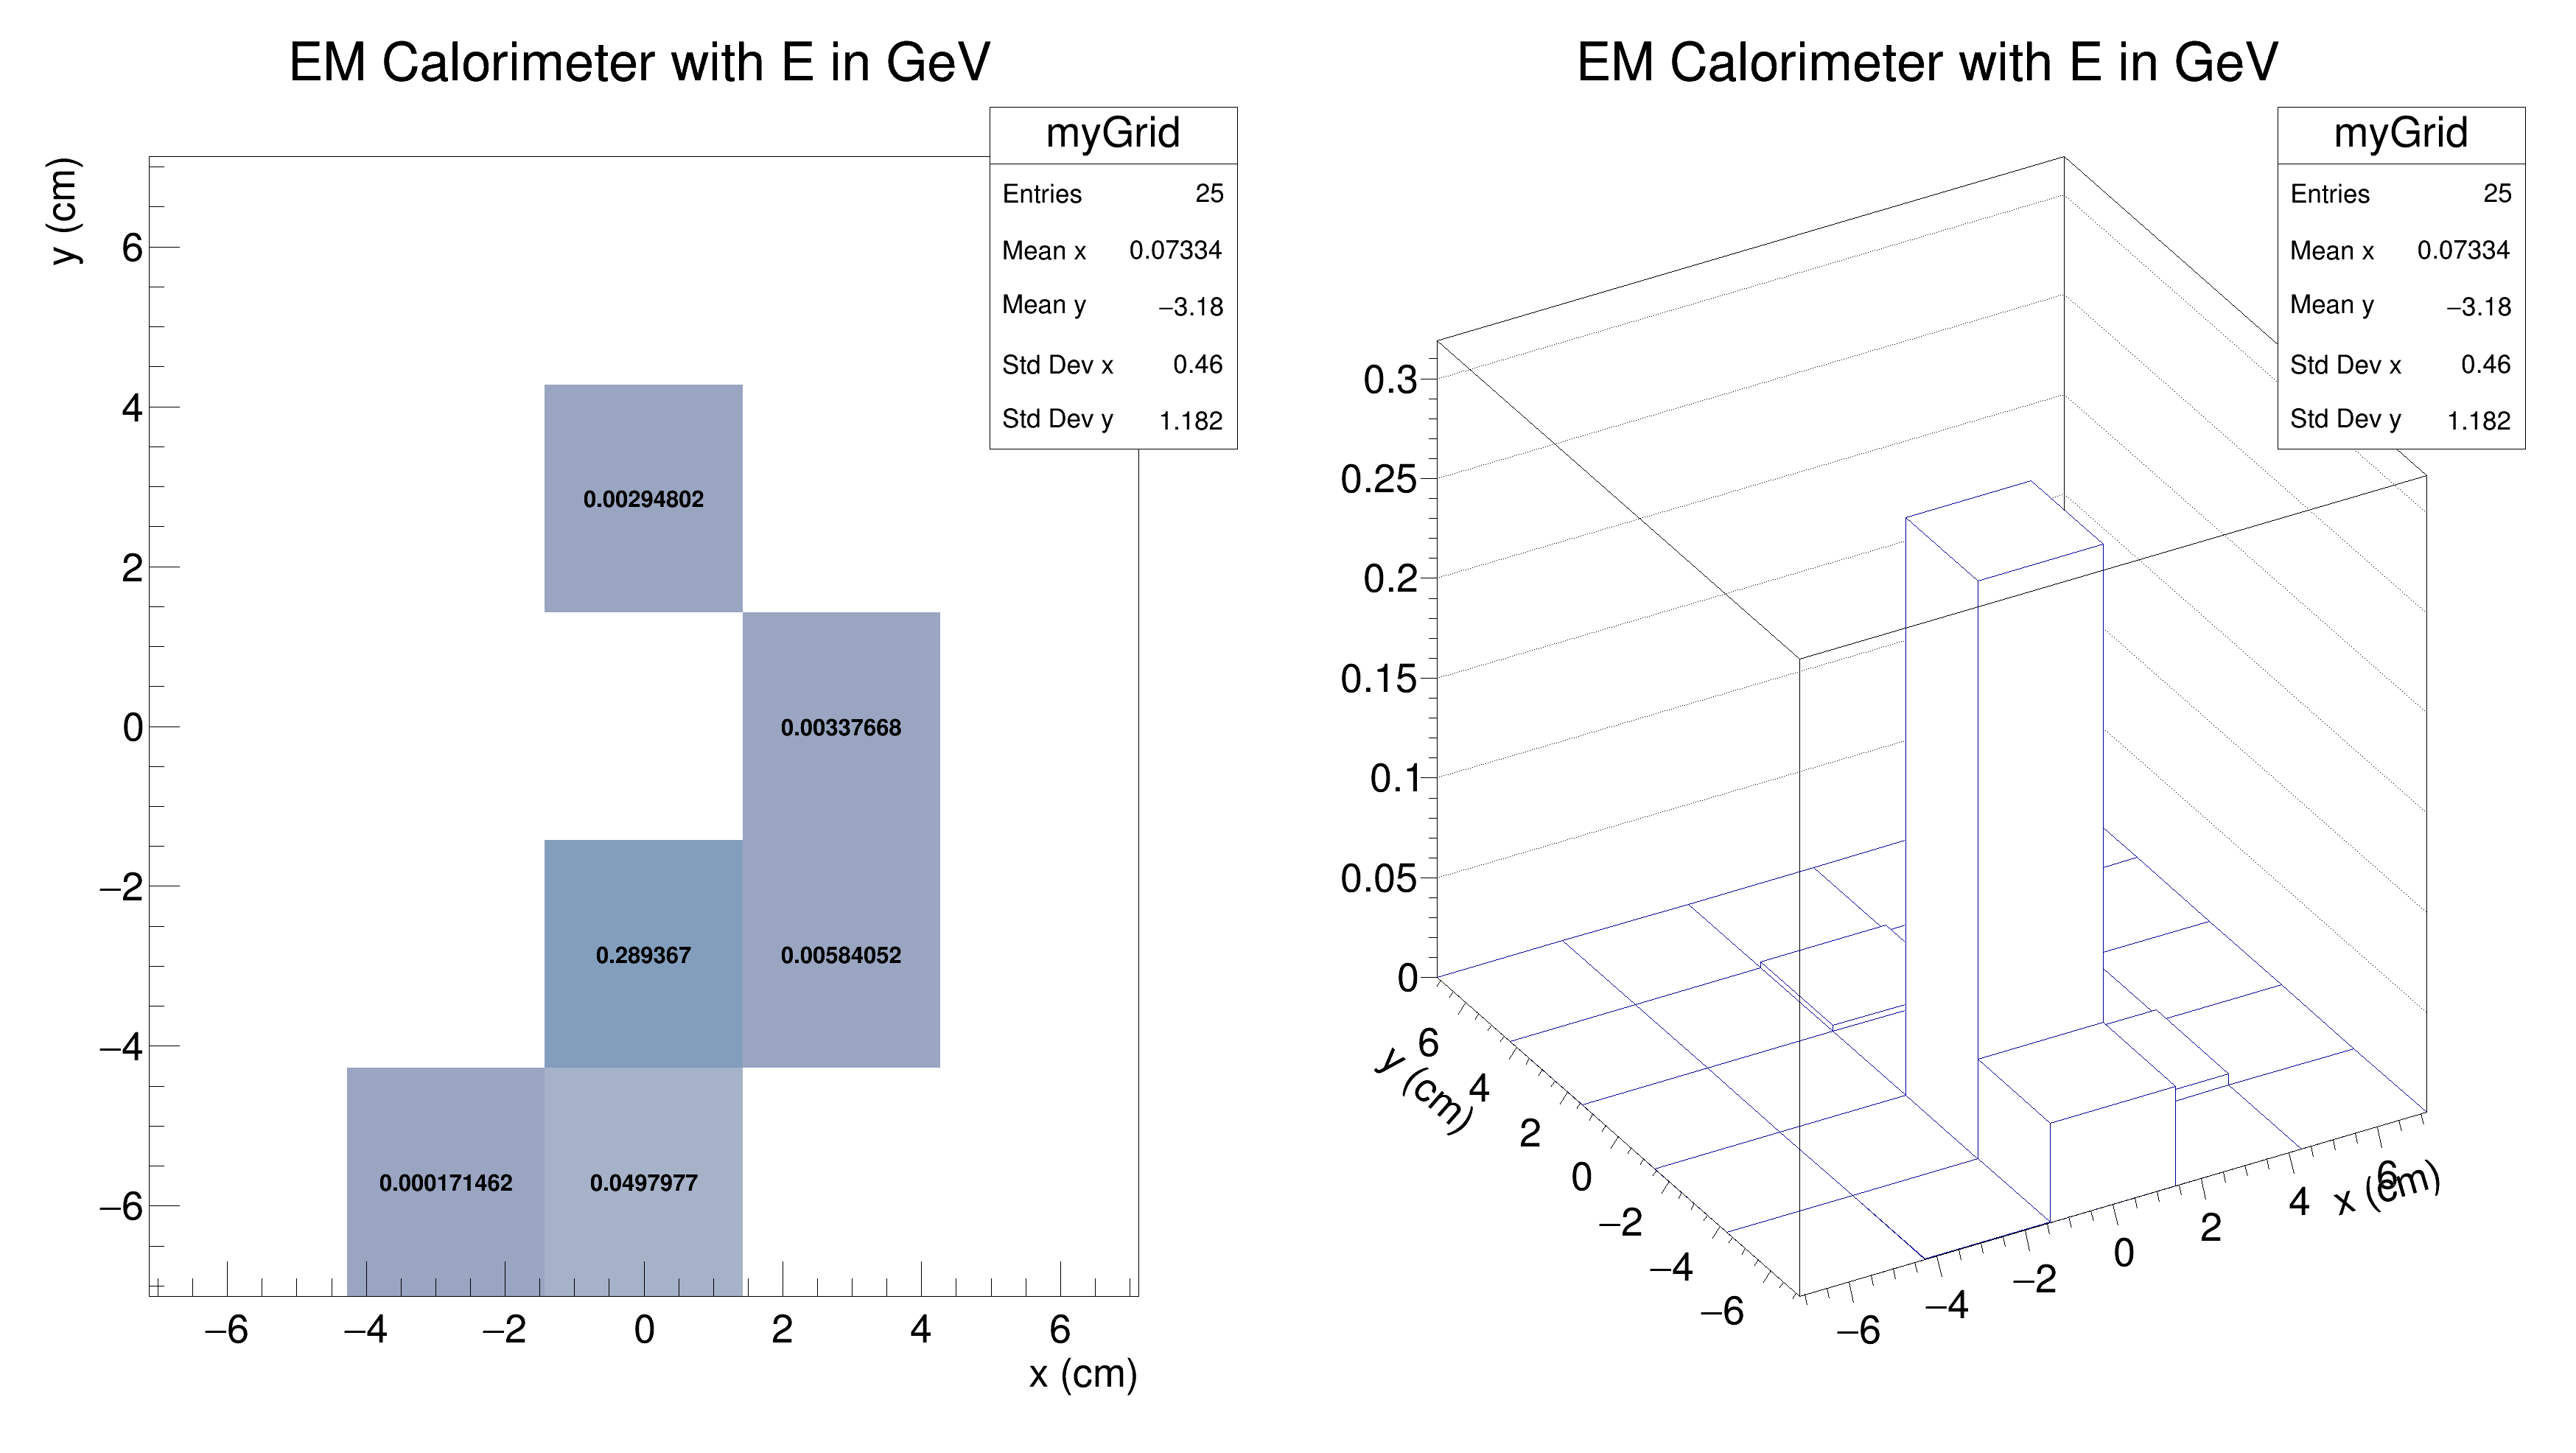 EM Calorimeter with E in GeV
myGrid
Entries 25
Mean x 0.07334
Mean y −3.18
Std Dev x 0.46
Std Dev y 1.182
y (cm)
6
4
2
0
−2
−4
−6
0.00294802
0.00337668
0.289367 0.00584052
0.000171462 0.0497977
−6 −4 −2 0 2 4 6
x (cm)
EM Calorimeter with E in GeV
myGrid
Entries 25
Mean x 0.07334
Mean y −3.18
Std Dev x 0.46
Std Dev y 1.182
0.3
0.25
0.2
0.15
0.1
0.05
0
y (cm)
6
4
2
0
−2
−4
−6
−6 −4 −2 0 2 4 6
x (cm)